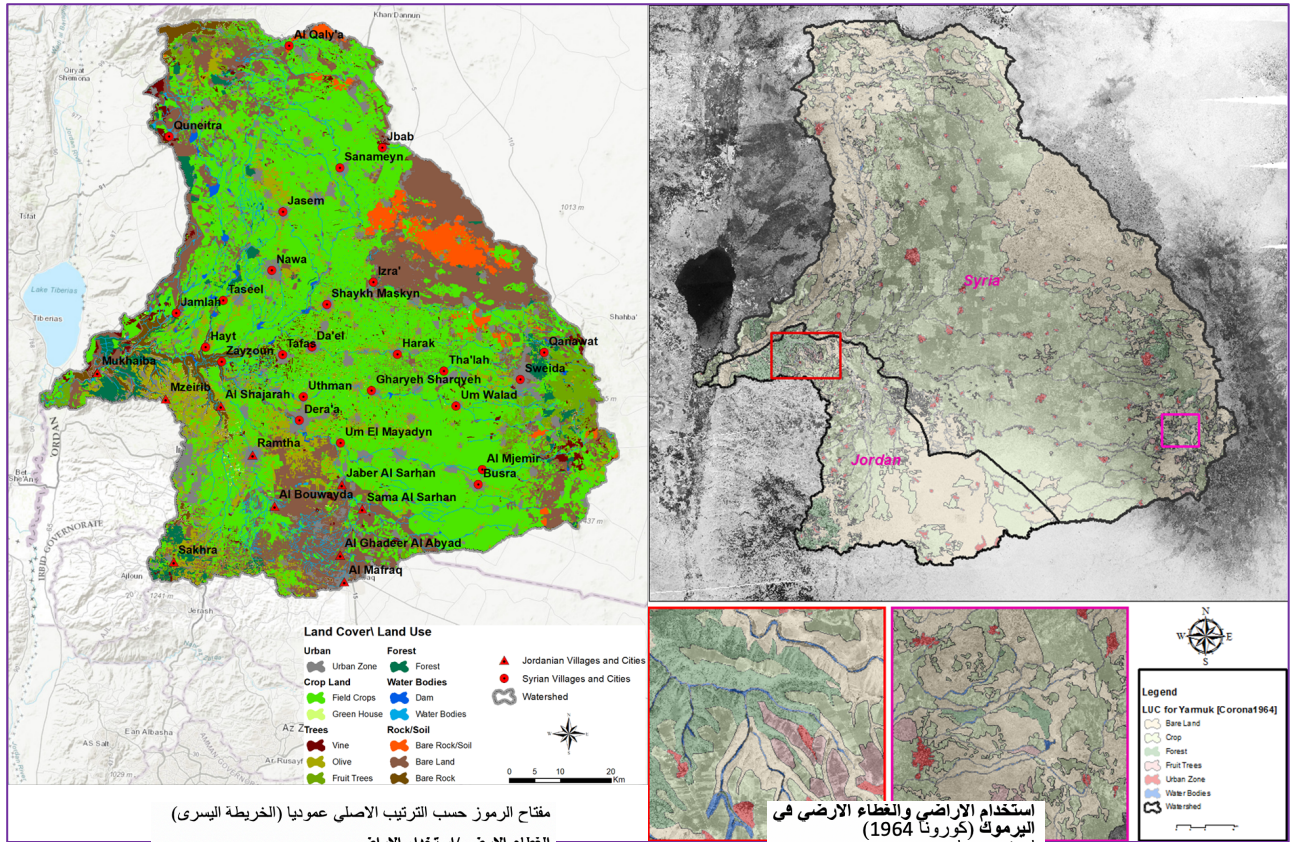 Khan Dannun
Al Qaly'a
Qiryat
Shemona
Quneitra
Jbab
Sanameyn
Jasem
1013 m
Tsfat
Nawa
Izra'
Taseel
Shaykh Maskyn
Lake Tiberias
Jamlah
Shahba'
Tiberias
Hayt
Da'el
Tafas
Harak
Qanawat
Zayzoun
Tha'lah
Mukhaiba
Sweida
Mzeirib
Uthman
Gharyeh Sharqyeh
Al Shajarah
Um Walad
Dera'a
Ramtha
Um El Mayadyn
Al Mjemir
Busra
Bet
She'An
Jaber Al Sarhan
Al Bouwayda
Sama Al Sarhan
IRBID GOVERNORATE
Sakhra
Al Ghadeer Al Abyad
Ajloun
Al Mafraq
1241 m
Jerash
Ean Albasha
AS Salt
Ar-Rusayf
1029 m
Land Cover\ Land Use
Urban
Urban Zone
Crop Land
Field Crops
Green House
Trees
Vine
Olive
Fruit Trees
Forest
Forest
Water Bodies
Dam
Water Bodies
Rock/Soil
Bare Rock/Soil
Bare Land
Bare Rock
Jordanian Villages and Cities
Syrian Villages and Cities
Watershed
0 5 10 20
Km
مفتاح الرموز حسب الترتيب الاصلي عموديا (الخريطة اليسرى)
Syria
Jordan
استخدام الاراضي والغطاء الارضي في
اليرموك (كورونا 1964)
N
W E
S
Legend
LUC for Yarmuk [Corona1964]
Bare Land
Crop
Forest
Fruit Trees
Urban Zone
Water Bodies
Watershed